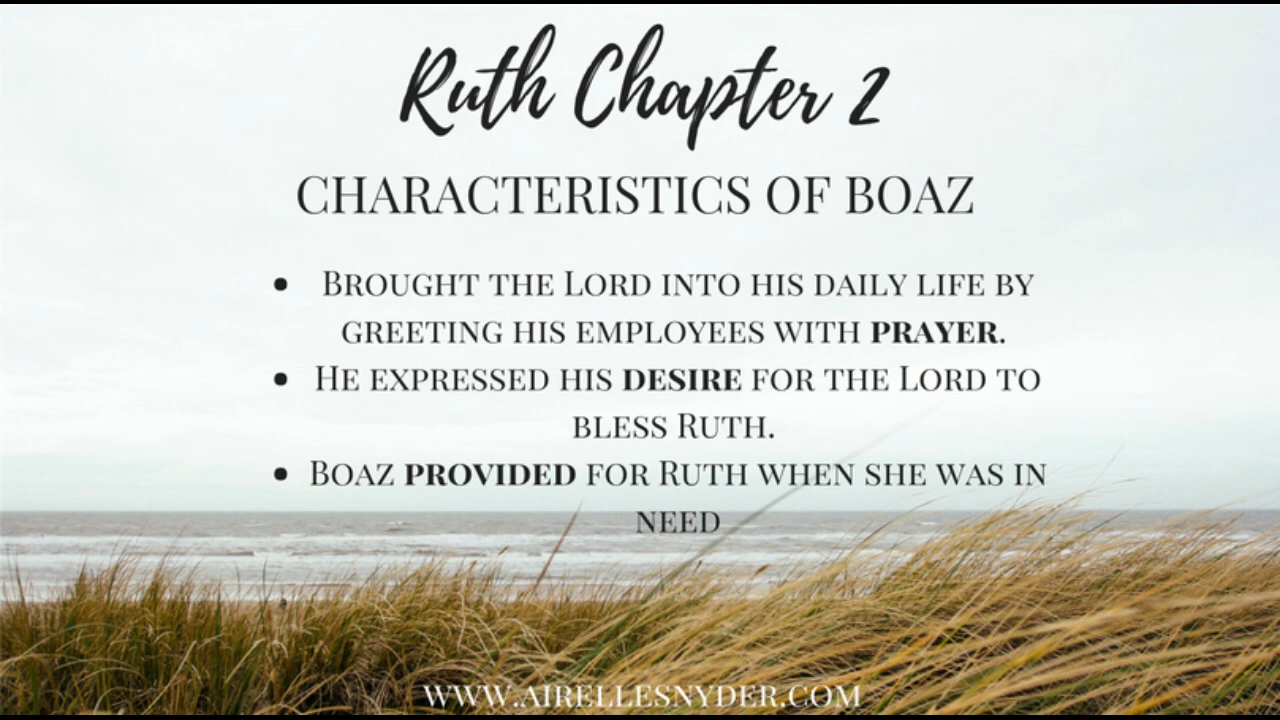 Ruth Chapter 2
CHARACTERISTICS OF BOAZ
• BROUGHT THE LORD INTO HIS DAILY LIFE BY
GREETING HIS EMPLOYEES WITH PRAYER.
• HE EXPRESSED HIS DESIRE FOR THE LORD TO
BLESS RUTH.
• BOAZ PROVIDED FOR RUTH WHEN SHE WAS IN
NEED
WWW.AIRELLESNYDER.COM